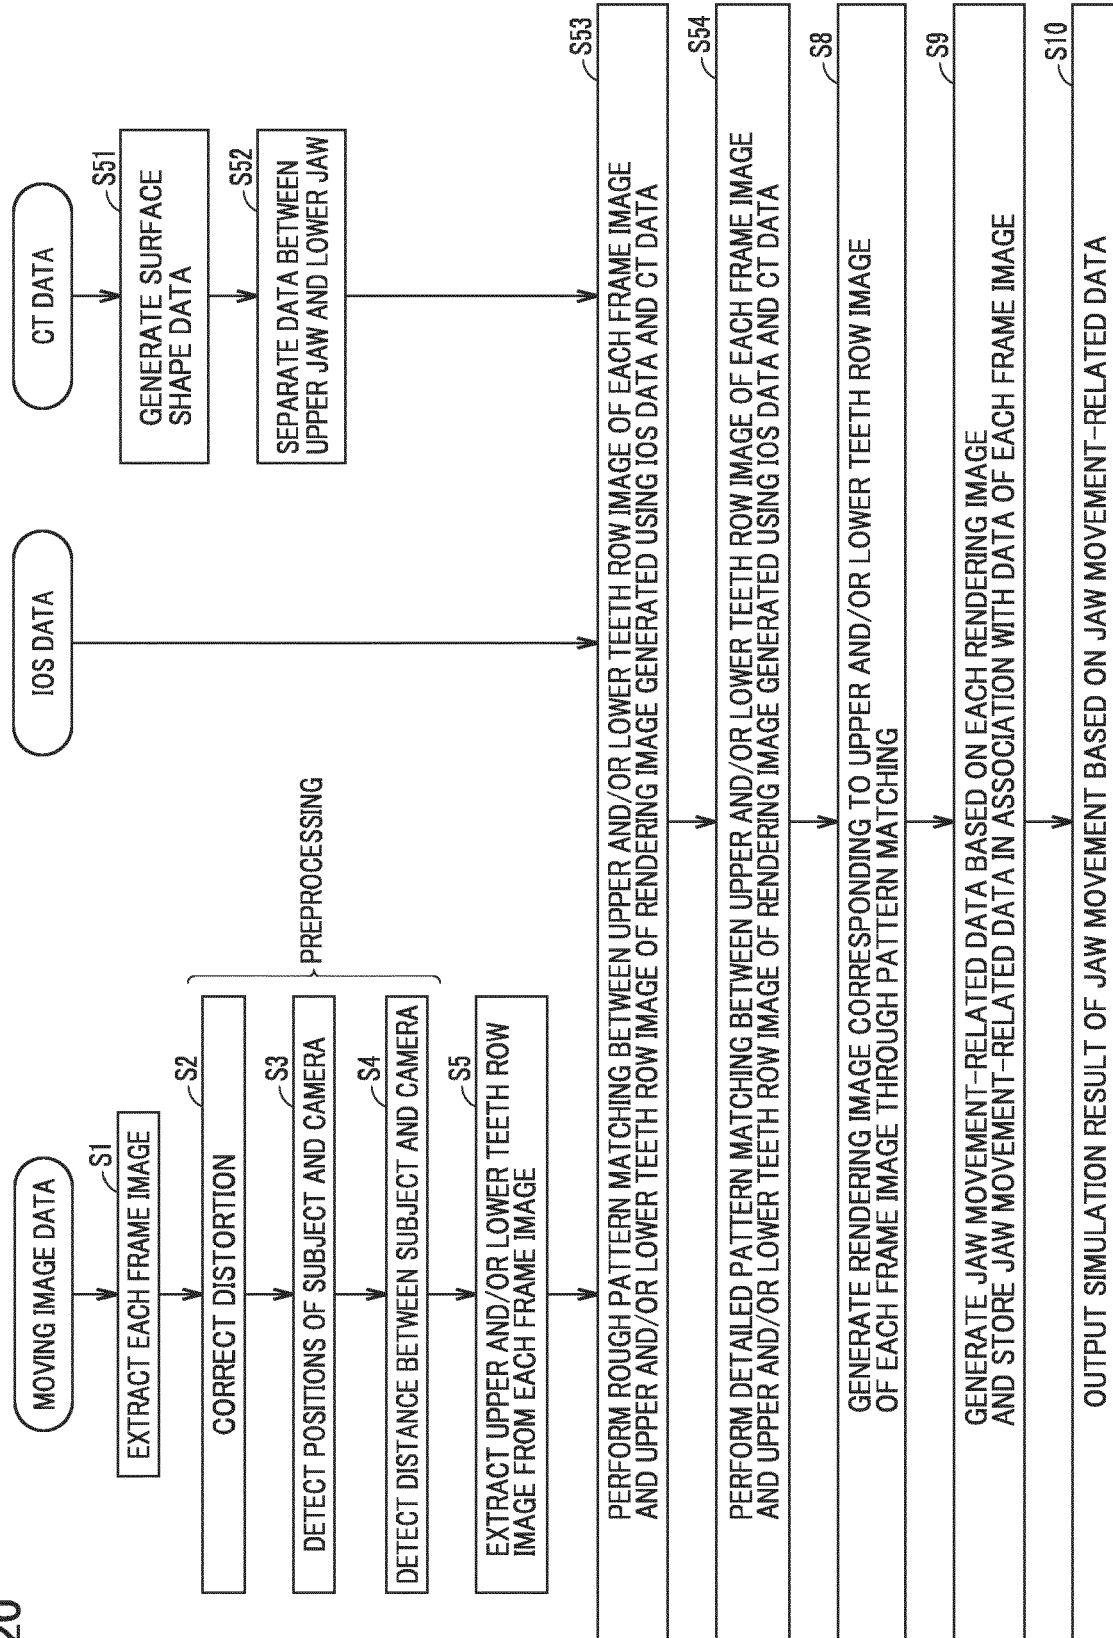 20
MOVING IMAGE DATA
S1
EXTRACT EACH FRAME IMAGE
S2
CORRECT DISTORTION
S3
DETECT POSITIONS OF SUBJECT AND CAMERA
S4
DETECT DISTANCE BETWEEN SUBJECT AND CAMERA
PREPROCESSING
S5
EXTRACT UPPER AND/OR LOWER TEETH ROW
IMAGE FROM EACH FRAME IMAGE
IOS DATA
CT DATA
S51
GENERATE SURFACE
SHAPE DATA
S52
SEPARATE DATA BETWEEN
UPPER JAW AND LOWER JAW
S53
PERFORM ROUGH PATTERN MATCHING BETWEEN UPPER AND/OR LOWER TEETH ROW IMAGE OF EACH FRAME IMAGE
AND UPPER AND/OR LOWER TEETH ROW IMAGE OF RENDERING IMAGE GENERATED USING IOS DATA AND CT DATA
S54
PERFORM DETAILED PATTERN MATCHING BETWEEN UPPER AND/OR LOWER TEETH ROW IMAGE OF EACH FRAME IMAGE
AND UPPER AND/OR LOWER TEETH ROW IMAGE OF RENDERING IMAGE GENERATED USING IOS DATA AND CT DATA
S8
GENERATE RENDERING IMAGE CORRESPONDING TO UPPER AND/OR LOWER TEETH ROW IMAGE
OF EACH FRAME IMAGE THROUGH PATTERN MATCHING
S9
GENERATE JAW MOVEMENT-RELATED DATA BASED ON EACH RENDERING IMAGE
AND STORE JAW MOVEMENT-RELATED DATA IN ASSOCIATION WITH DATA OF EACH FRAME IMAGE
S10
OUTPUT SIMULATION RESULT OF JAW MOVEMENT BASED ON JAW MOVEMENT-RELATED DATA